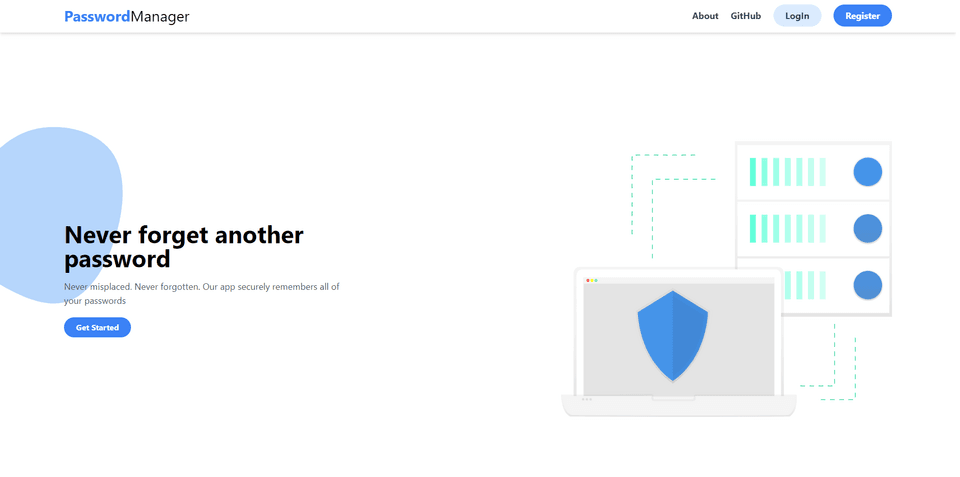 PasswordManager
About GitHub LogIn Register
Never forget another
password
Never misplaced. Never forgotten. Our app securely remembers all of
your passwords
Get Started